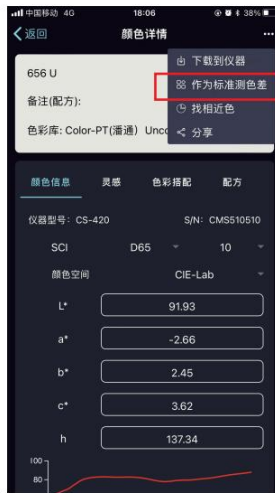 中国移动 4G 18:06 38%
返回 颜色详情 ...
下载到仪器
656 U
作为标准测色差
备注(配方):
找相近色
色彩库: Color-PT(潘通) Unco
分享
颜色信息 灵感 色彩搭配 配方
仪器型号: CS-420 S/N: CMS510510
SCI D65 10
颜色空间 CIE-Lab
L* 91.93
a* -2.66
b* 2.45
c* 3.62
h 137.34
100
80